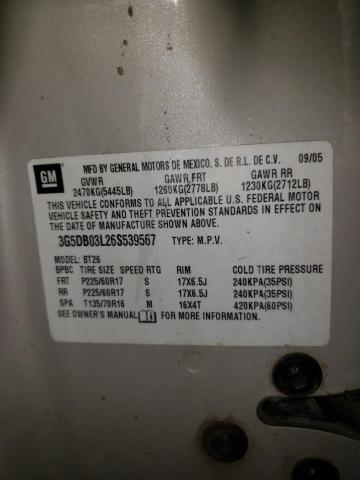 GM
MFD BY GENERAL MOTORS DE MEXICO, S. DE R.L. DE C.V. 09/05
GVWR GAWR FRT GAWR RR
2470KG(5445LB) 1260KG(2778LB) 1230KG(2712LB)
THIS VEHICLE CONFORMS TO ALL APPLICABLE U.S. FEDERAL MOTOR
VEHICLE SAFETY AND THEFT PREVENTION STANDARDS IN EFFECT ON
THE DATE OF MANUFACTURE SHOWN ABOVE.
3G5DB03L26S539567 TYPE: M.P.V.
MODEL: BT26
BPBC TIRE SIZE SPEED RTG RIM COLD TIRE PRESSURE
FRT P225/60R17 S 17X6.5J 240KPA(35PSI)
RR P225/60R17 S 17X6.5J 240KPA(35PSI)
SPA T135/70R16 M 16X4T 420KPA(60PSI)
SEE OWNER'S MANUAL FOR MORE INFORMATION.